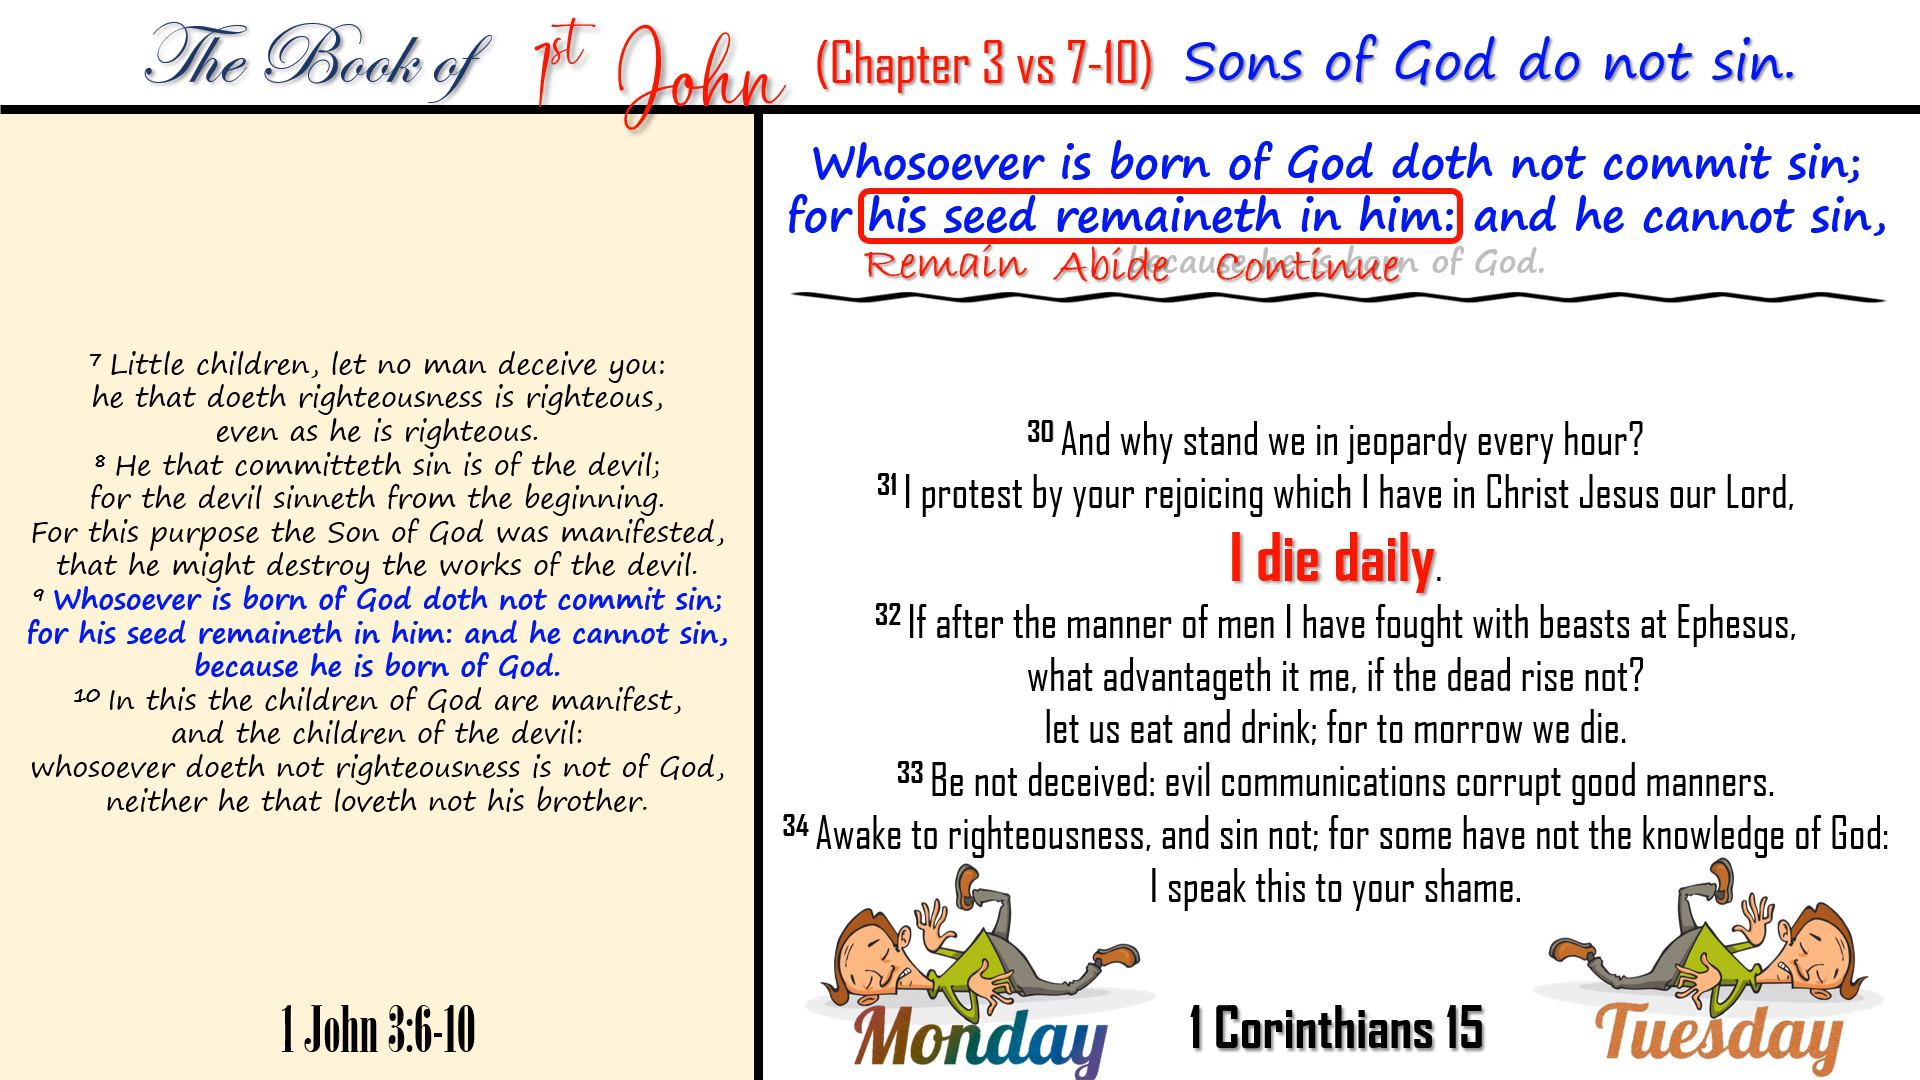 The Book of 1st John (Chapter 3 vs 7-10) Sons of God do not sin.
7 Little children, let no man deceive you:
he that doeth righteousness is righteous,
even as he is righteous.
8 He that committeth sin is of the devil;
for the devil sinneth from the beginning.
For this purpose the Son of God was manifested,
that he might destroy the works of the devil.
9 Whosoever is born of God doth not commit sin;
for his seed remaineth in him: and he cannot sin,
because he is born of God.
10 In this the children of God are manifest,
and the children of the devil:
whosoever doeth not righteousness is not of God,
neither he that loveth not his brother.
1 John 3:6-10
Whosoever is born of God doth not commit sin;
for his seed remaineth in him: and he cannot sin,
because he is born of God.
Remain Abide Continue
30 And why stand we in jeopardy every hour?
31 I protest by your rejoicing which I have in Christ Jesus our Lord,
I die daily.
32 If after the manner of men I have fought with beasts at Ephesus,
what advantageth it me, if the dead rise not?
let us eat and drink; for to morrow we die.
33 Be not deceived: evil communications corrupt good manners.
34 Awake to righteousness, and sin not; for some have not the knowledge of God:
I speak this to your shame.
Monday
1 Corinthians 15
Tuesday